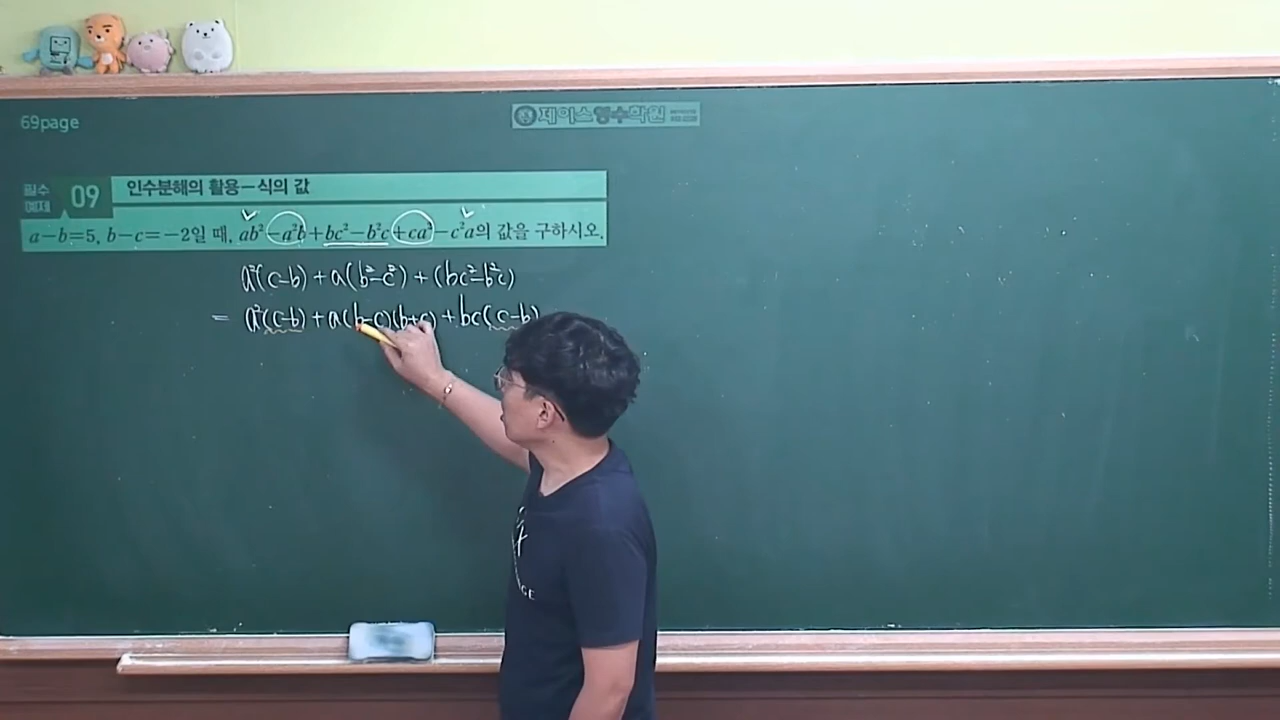 69page
제이스영수학원
필수 예제 09 인수분해의 활용-식의 값
a-b=5, b-c=-2일 때, ab²-a²b+bc²-b²c+ca²-c²a의 값을 구하시오.
a²(c-b)+a(b²-c²)+(bc²-b²c)
= a²(c-b)+a(b-c)(b+c)+bc(c-b)